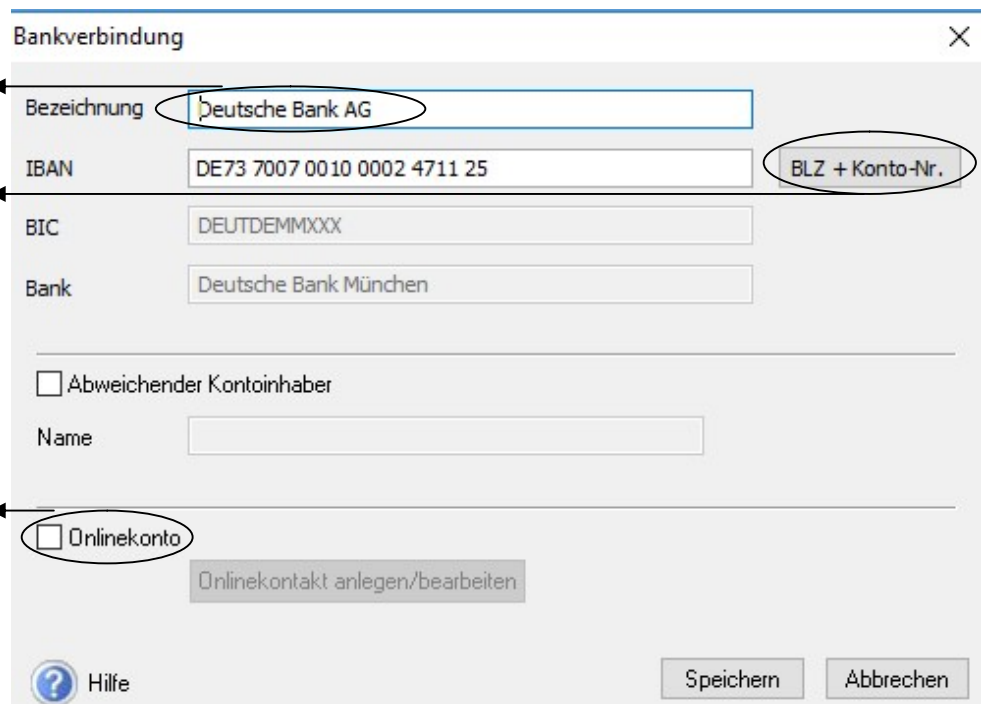 Bankverbindung
Bezeichnung Deutsche Bank AG
IBAN DE73 7007 0010 0002 4711 25 BLZ + Konto-Nr.
BIC DEUTDEMMXXX
Bank Deutsche Bank München
Abweichender Kontoinhaber
Name
Onlinekonto
Onlinekontakt anlegen/bearbeiten
? Hilfe Speichern Abbrechen